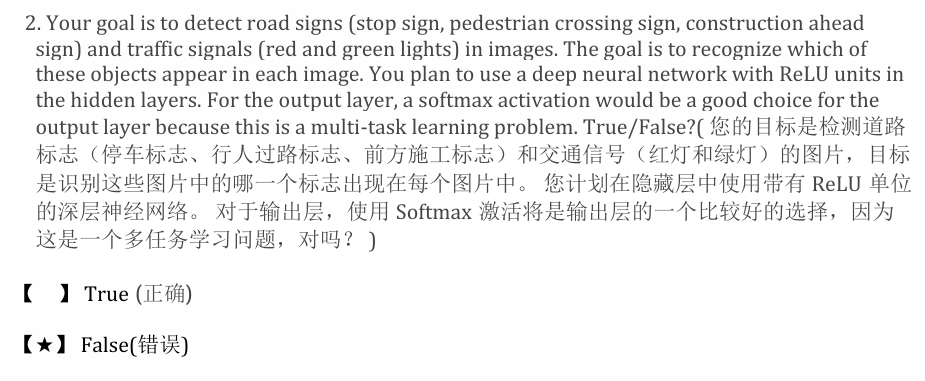 2. Your goal is to detect road signs (stop sign, pedestrian crossing sign, construction ahead
sign) and traffic signals (red and green lights) in images. The goal is to recognize which of
these objects appear in each image. You plan to use a deep neural network with ReLU units in
the hidden layers. For the output layer, a softmax activation would be a good choice for the
output layer because this is a multi-task learning problem. True/False?( 您的目标是检测道路
标志（停车标志、行人过路标志、前方施工标志）和交通信号（红灯和绿灯）的图片，目标
是识别这些图片中的哪一个标志出现在每个图片中。 您计划在隐藏层中使用带有 ReLU 单位
的深层神经网络。 对于输出层，使用 Softmax 激活将是输出层的一个比较好的选择，因为
这是一个多任务学习问题，对吗？ )
【 】 True (正确)
【★】 False(错误)